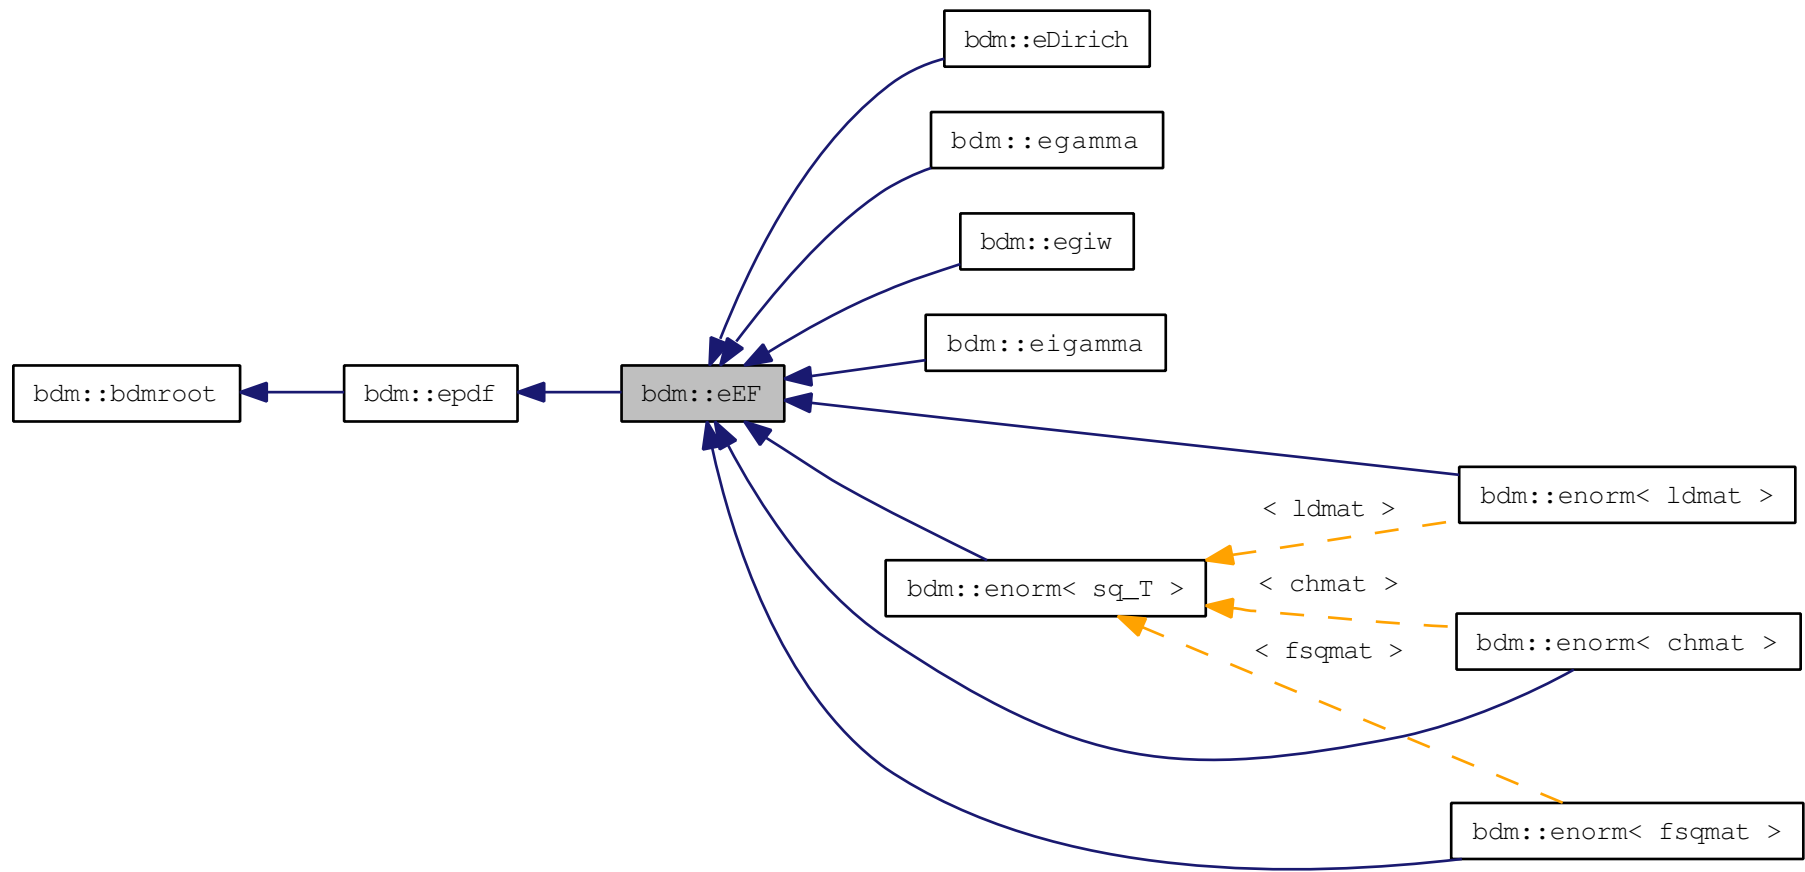 bdm::eDirich
bdm::egamma
bdm::egiw
bdm::eigamma
bdm::bdmroot
bdm::epdf
bdm::eEF
bdm::enorm< ldmat >
< ldmat >
bdm::enorm< sq_T >
< chmat >
bdm::enorm< chmat >
< fsqmat >
bdm::enorm< fsqmat >